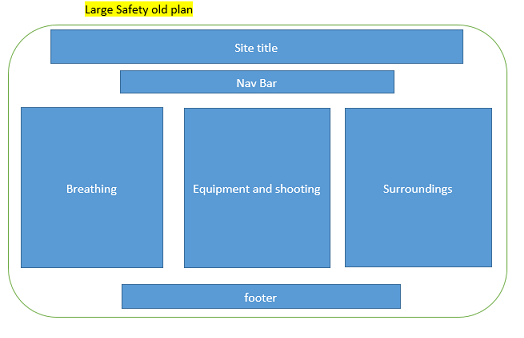 Large Safety old plan
Site title
Nav Bar
Breathing
Equipment and shooting
Surroundings
footer